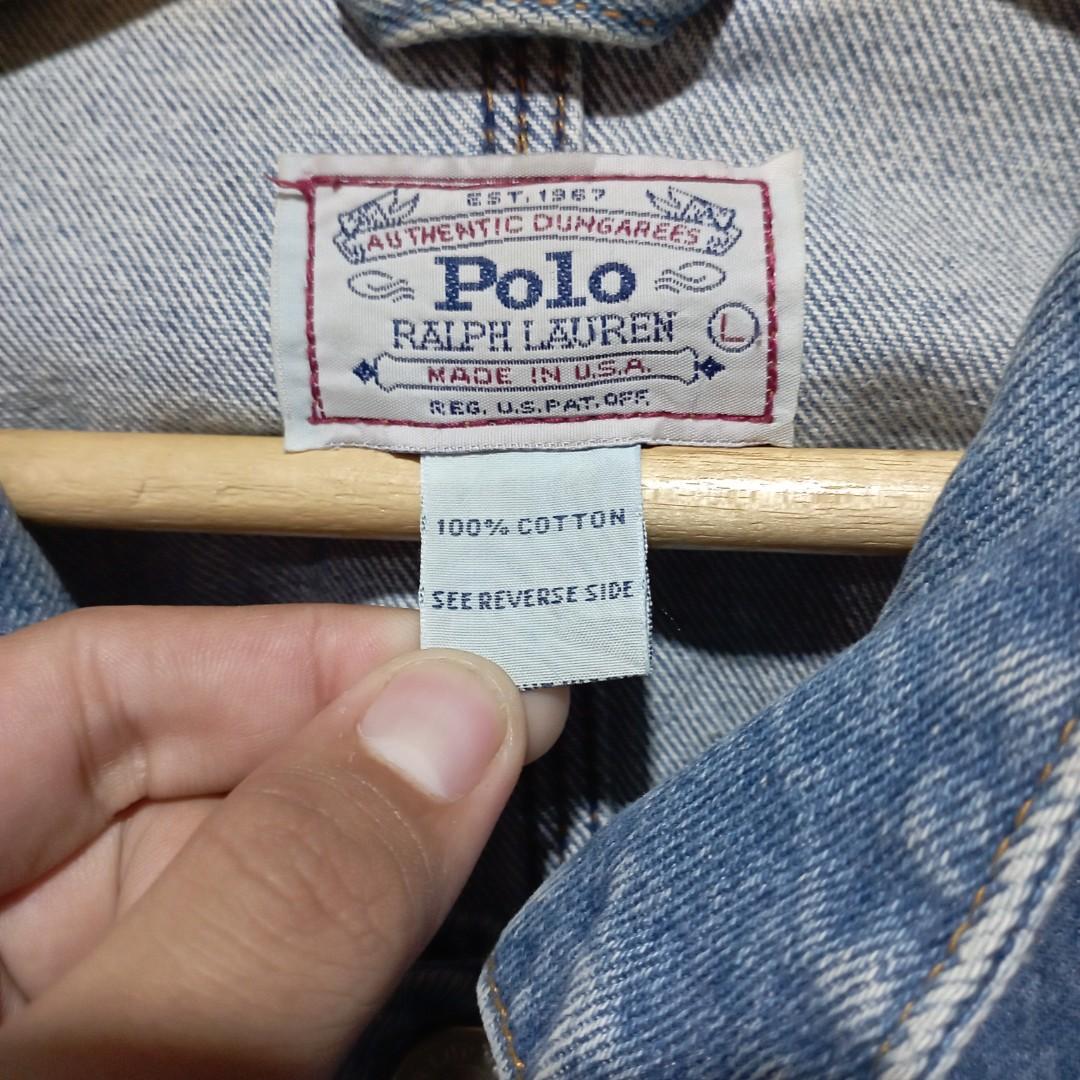 EST. 1967
AUTHENTIC DUNGAREES
Polo
RALPH LAUREN
L
MADE IN U.S.A.
REG. U.S. PAT. OFF.
100% COTTON
SEE REVERSE SIDE